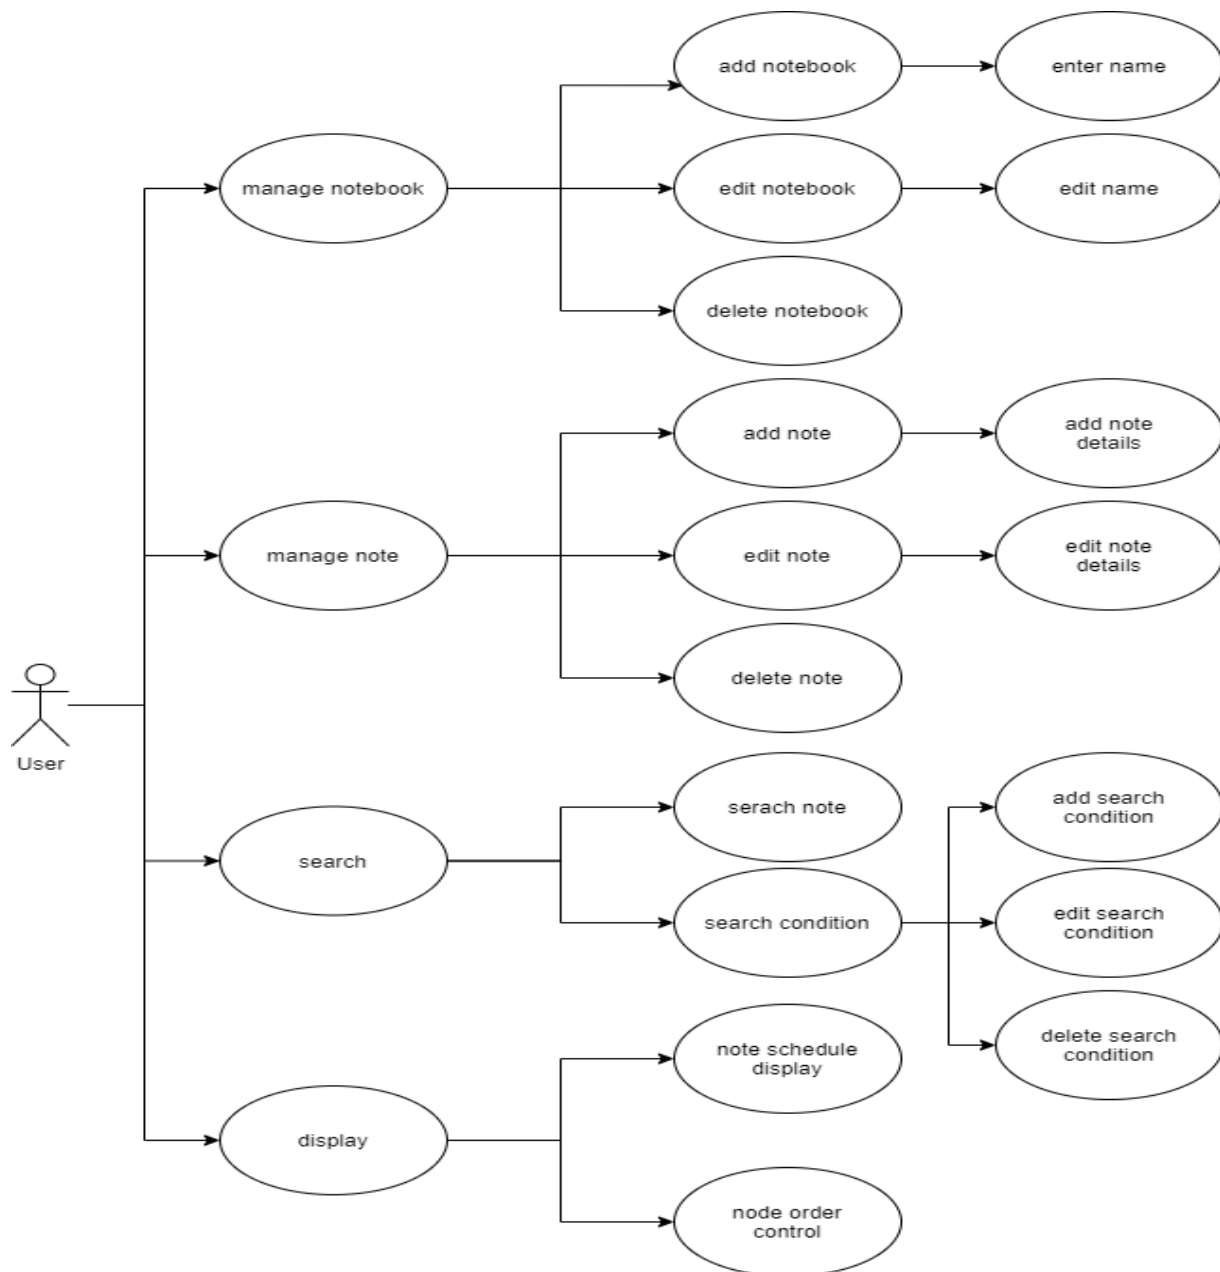 add notebook
enter name
manage notebook
edit notebook
edit name
delete notebook
add note
add note
details
manage note
edit note
edit note
details
delete note
User
serach note
add search
condition
search
search condition
edit search
condition
note schedule
display
delete search
condition
display
node order
control